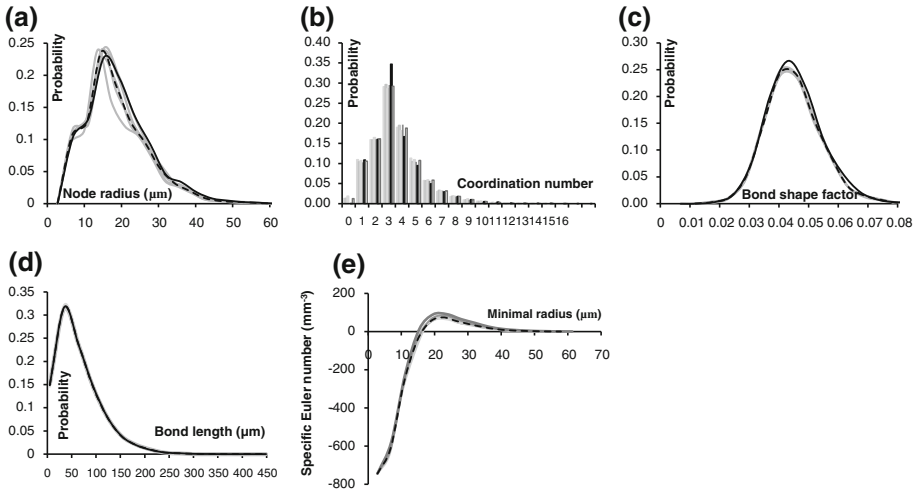 (a)
0.25
0.2
0.15
0.1
0.05
0
Probability
Node radius (µm)
0 10 20 30 40 50 60
(b)
0.40
0.35
0.30
0.25
0.20
0.15
0.10
0.05
0.00
Probability
Coordination number
0 1 2 3 4 5 6 7 8 9 10 11 12 13 14 15 16
(c)
0.30
0.25
0.20
0.15
0.10
0.05
0.00
Probability
Bond shape factor
0.01 0.02 0.03 0.04 0.05 0.06 0.07 0.08
(d)
0.35
0.3
0.25
0.2
0.15
0.1
0.05
0
Probability
Bond length (µm)
0 50 100 150 200 250 300 350 400 450
(e)
Specific Euler number (mm⁻³)
200
0
-200
-400
-600
-800
Minimal radius (µm)
0 10 20 30 40 50 60 70